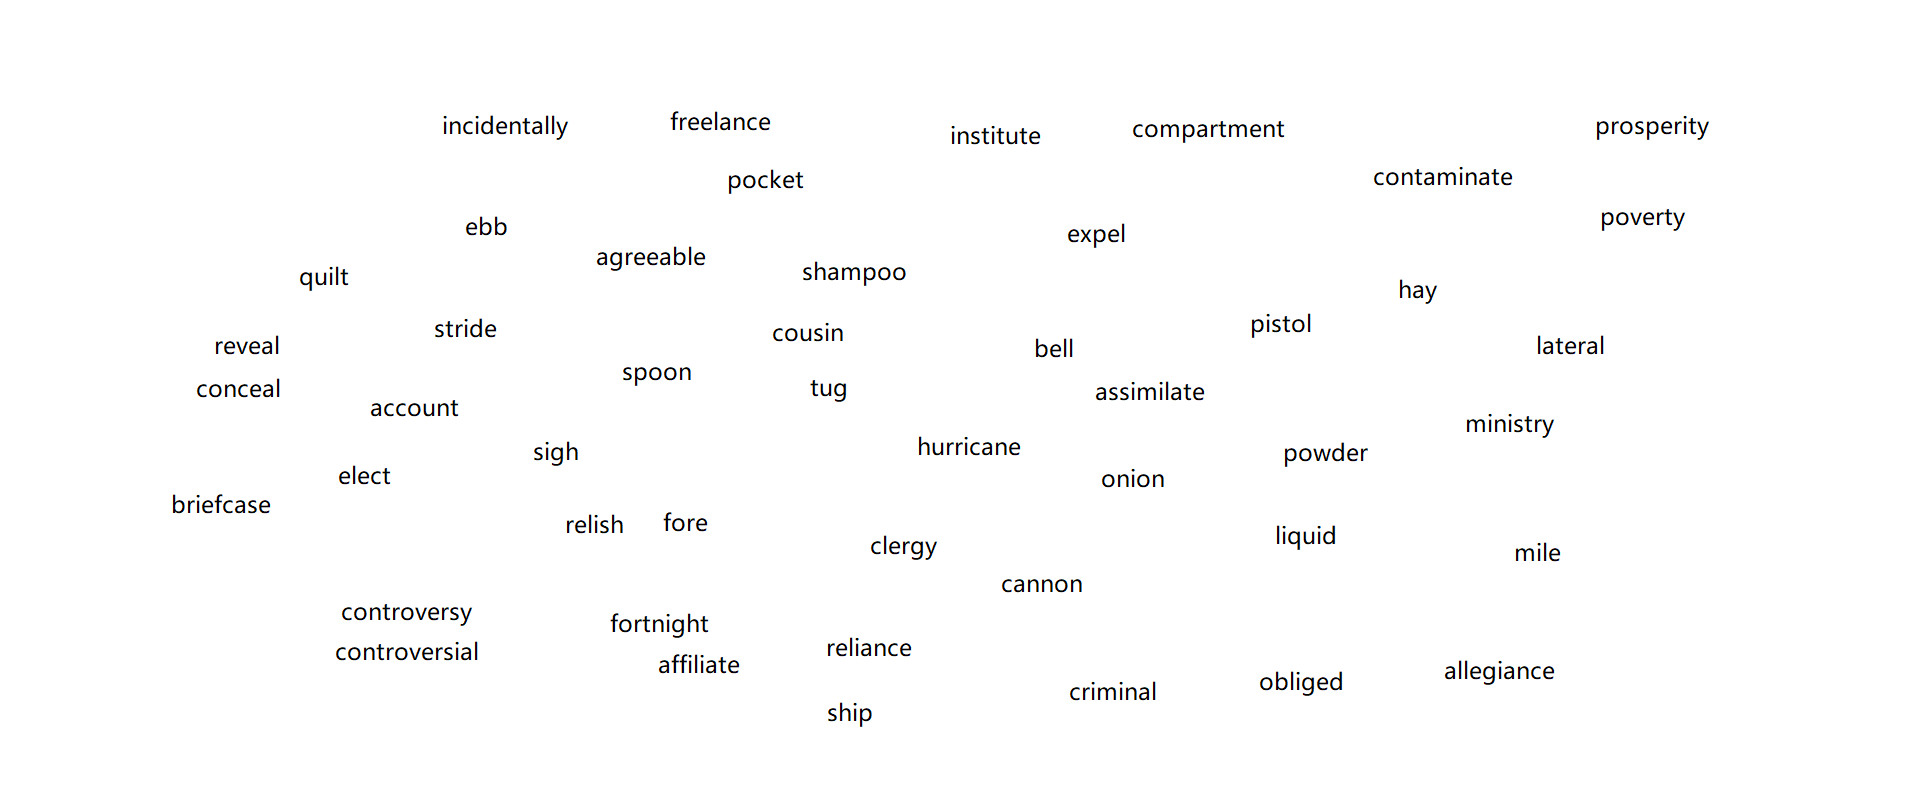 incidentally
freelance
institute
compartment
prosperity
pocket
contaminate
ebb
expel
poverty
agreeable
shampoo
quilt
hay
stride
cousin
pistol
reveal
bell
lateral
spoon
conceal
tug
assimilate
account
ministry
sigh
hurricane
powder
elect
onion
briefcase
relish
fore
clergy
liquid
mile
cannon
controversy
fortnight
controversial
affiliate
reliance
criminal
obliged
allegiance
ship